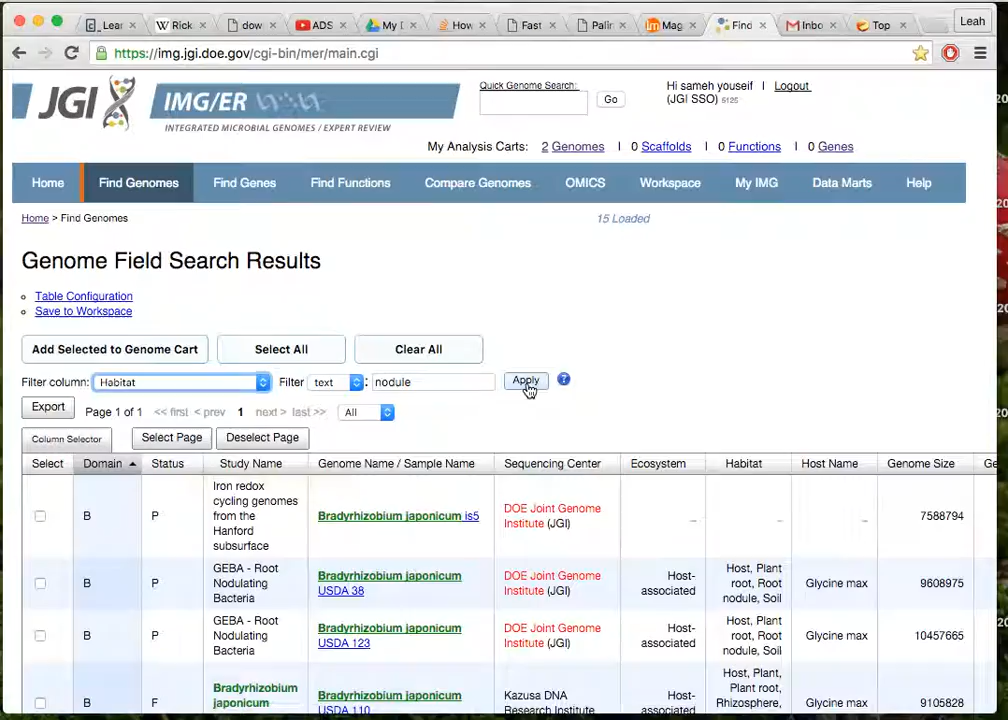 Lear
Rick
dow
ADS
My D
How
Fast
Palin
Mag
Find
Inbo
Top
Leah
https://img.jgi.doe.gov/cgi-bin/mer/main.cgi
JGI
IMG/ER
INTEGRATED MICROBIAL GENOMES / EXPERT REVIEW
Quick Genome Search:
Go
Hi sameh youseif | Logout
(JGI SSO) 5125
My Analysis Carts: 2 Genomes | 0 Scaffolds | 0 Functions | 0 Genes
Home Find Genomes Find Genes Find Functions Compare Genomes OMICS Workspace My IMG Data Marts Help
Home > Find Genomes 15 Loaded
Genome Field Search Results
Table Configuration
Save to Workspace
Add Selected to Genome Cart Select All Clear All
Filter column: Habitat Filter text : nodule Apply ?
Export Page 1 of 1 << first < prev 1 next > last >> All
Column Selector Select Page Deselect Page
Select Domain Status Study Name Genome Name / Sample Name Sequencing Center Ecosystem Habitat Host Name Genome Size Ge
Iron redox
cycling genomes
from the
Hanford
subsurface
B P Bradyrhizobium japonicum is5 DOE Joint Genome
Institute (JGI) _ _ _ 7588794
GEBA - Root
Nodulating
Bacteria
B P Bradyrhizobium japonicum
USDA 38 DOE Joint Genome
Institute (JGI) Host-
associated Host, Plant
root, Root
nodule, Soil Glycine max 9608975
GEBA - Root
Nodulating
Bacteria
B P Bradyrhizobium japonicum
USDA 123 DOE Joint Genome
Institute (JGI) Host-
associated Host, Plant
root, Root
nodule, Soil Glycine max 10457665
Bradyrhizobium
japonicum
B F Bradyrhizobium japonicum
USDA 110 Kazusa DNA
Research Institute Host-
associated Host, Plant,
Plant root,
Rhizosphere, Glycine max 9105828